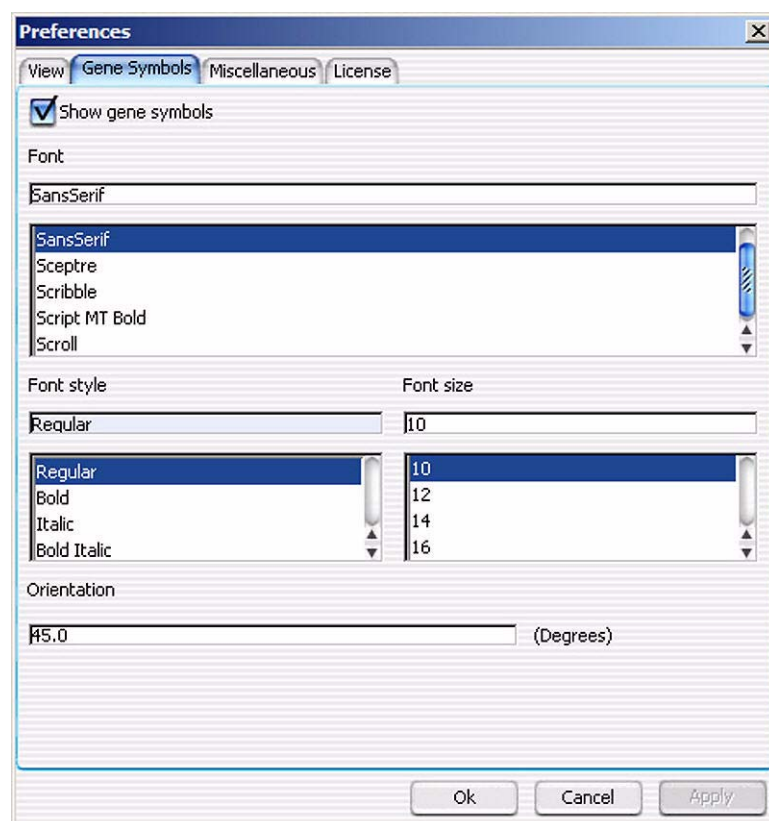 Preferences
View Gene Symbols Miscellaneous License
Show gene symbols
Font
SansSerif
SansSerif
Sceptre
Scribble
Script MT Bold
Scroll
Font style Font size
Regular 10
Regular 10
Bold 12
Italic 14
Bold Italic 16
Orientation
45.0 (Degrees)
Ok Cancel Apply